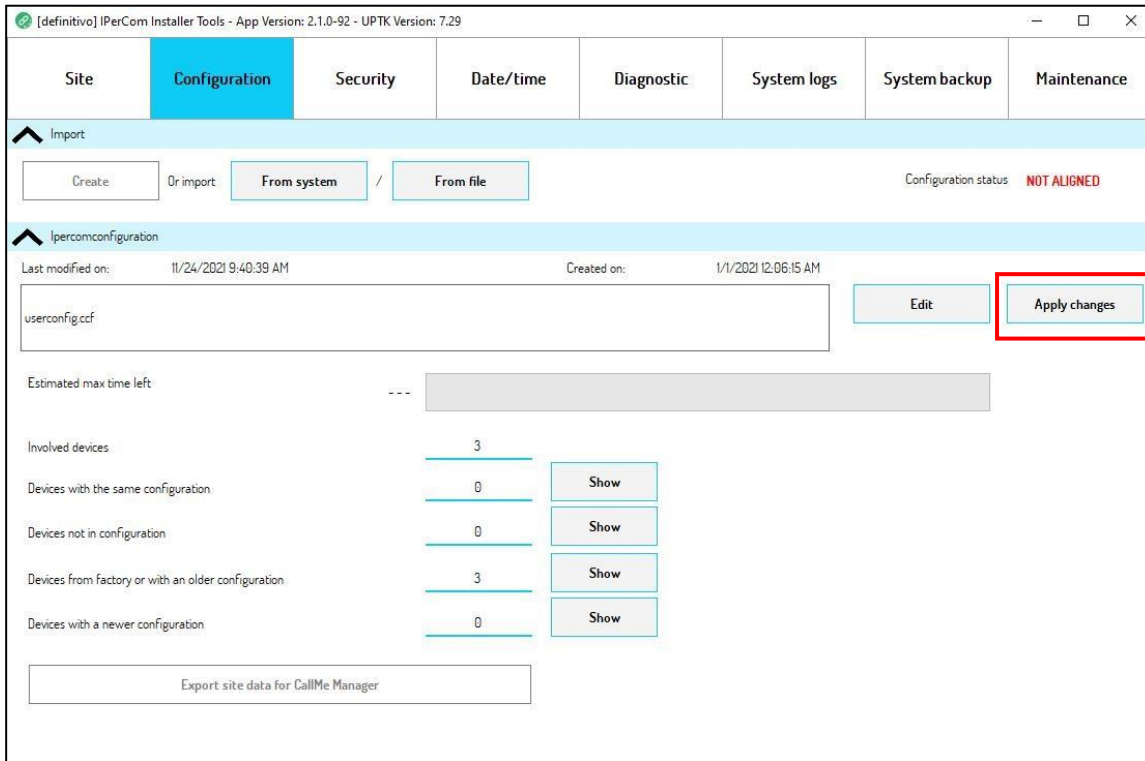 [definitivo] IPerCom Installer Tools - App Version: 2.1.0-92 - UPTK Version: 7.29
Site Configuration Security Date/time Diagnostic System logs System backup Maintenance
Import
Create Or import From system / From file Configuration status NOT ALIGNED
Ipercomconfiguration
Last modified on: 11/24/2021 9:40:39 AM Created on: 1/1/2021 12:06:15 AM
userconfig.ccf Edit Apply changes
Estimated max time left ---
Involved devices 3
Devices with the same configuration 0 Show
Devices not in configuration 0 Show
Devices from factory or with an older configuration 3 Show
Devices with a newer configuration 0 Show
Export site data for CallMe Manager